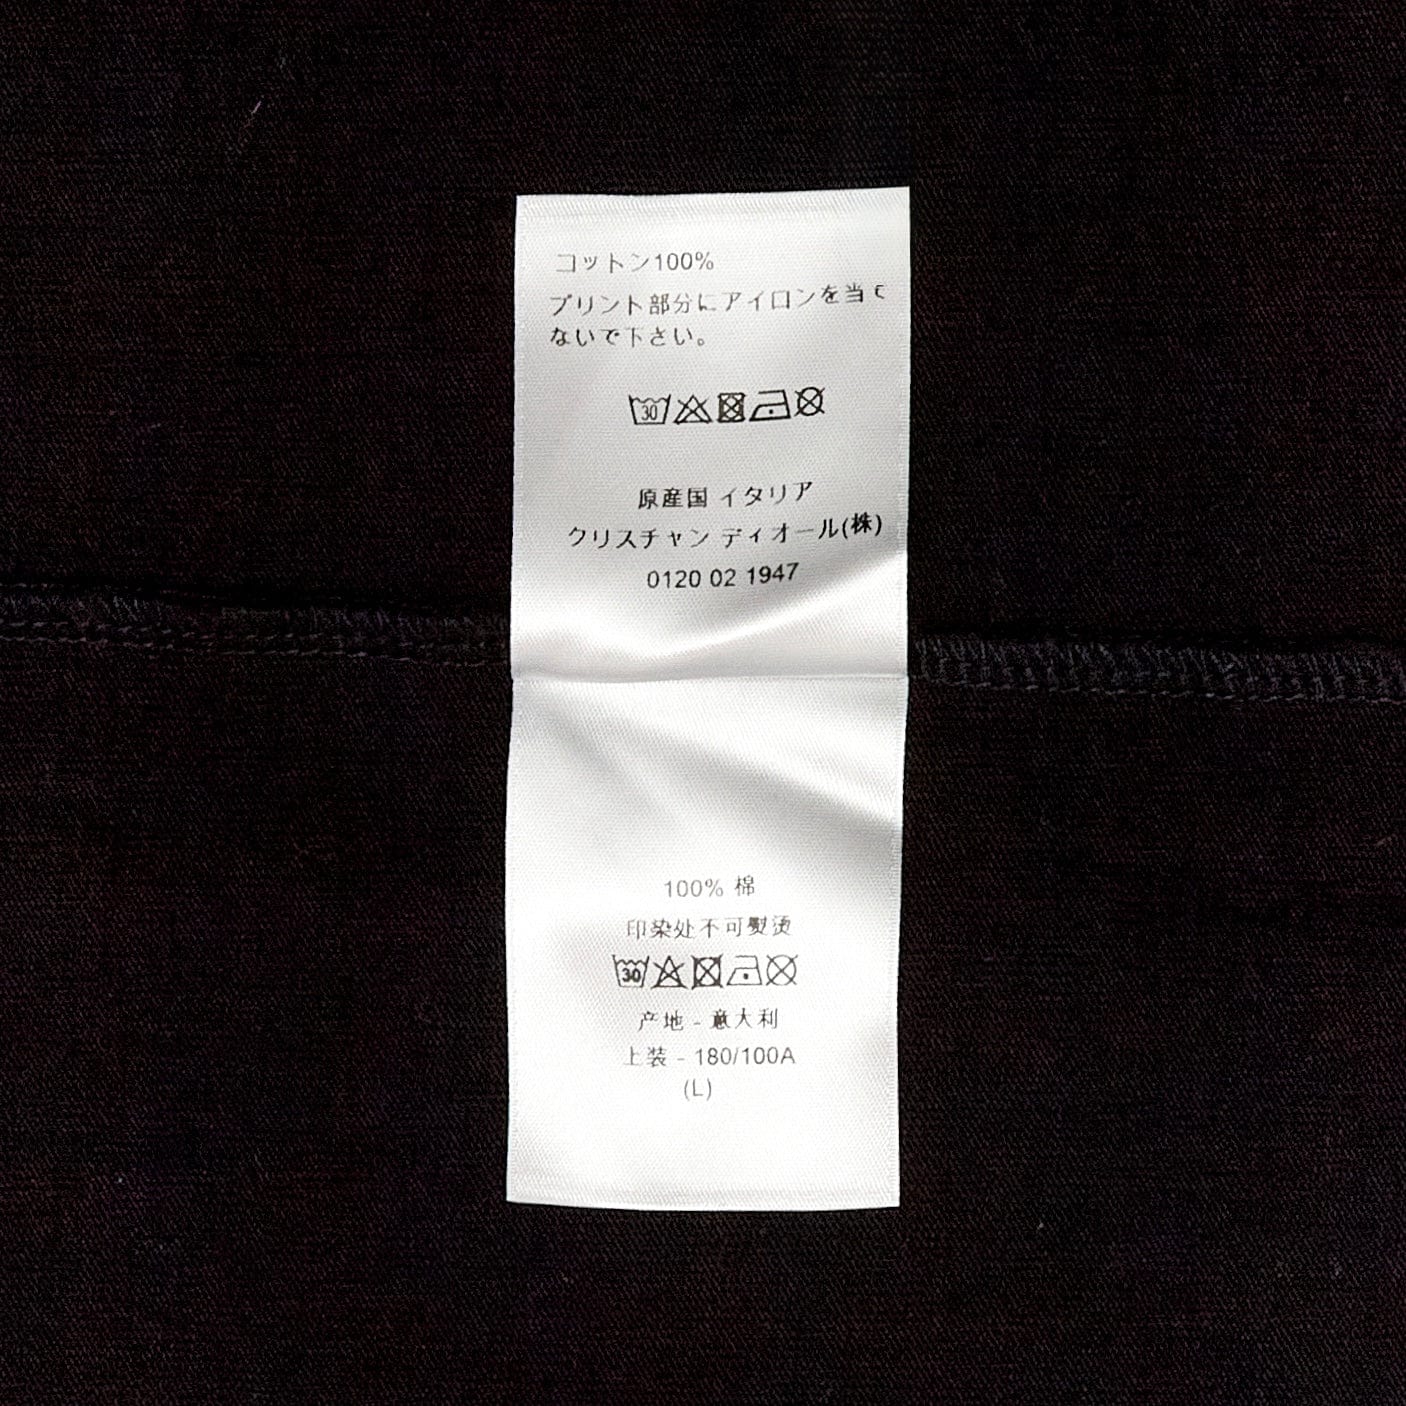 コットン100%
プリント部分にアイロンを当て
ないで下さい。
30
原産国 イタリア
クリスチャン ディオール(株)
0120 02 1947
100% 棉
印染处不可熨烫
30
产地 - 意大利
上装 - 180/100A
(L)